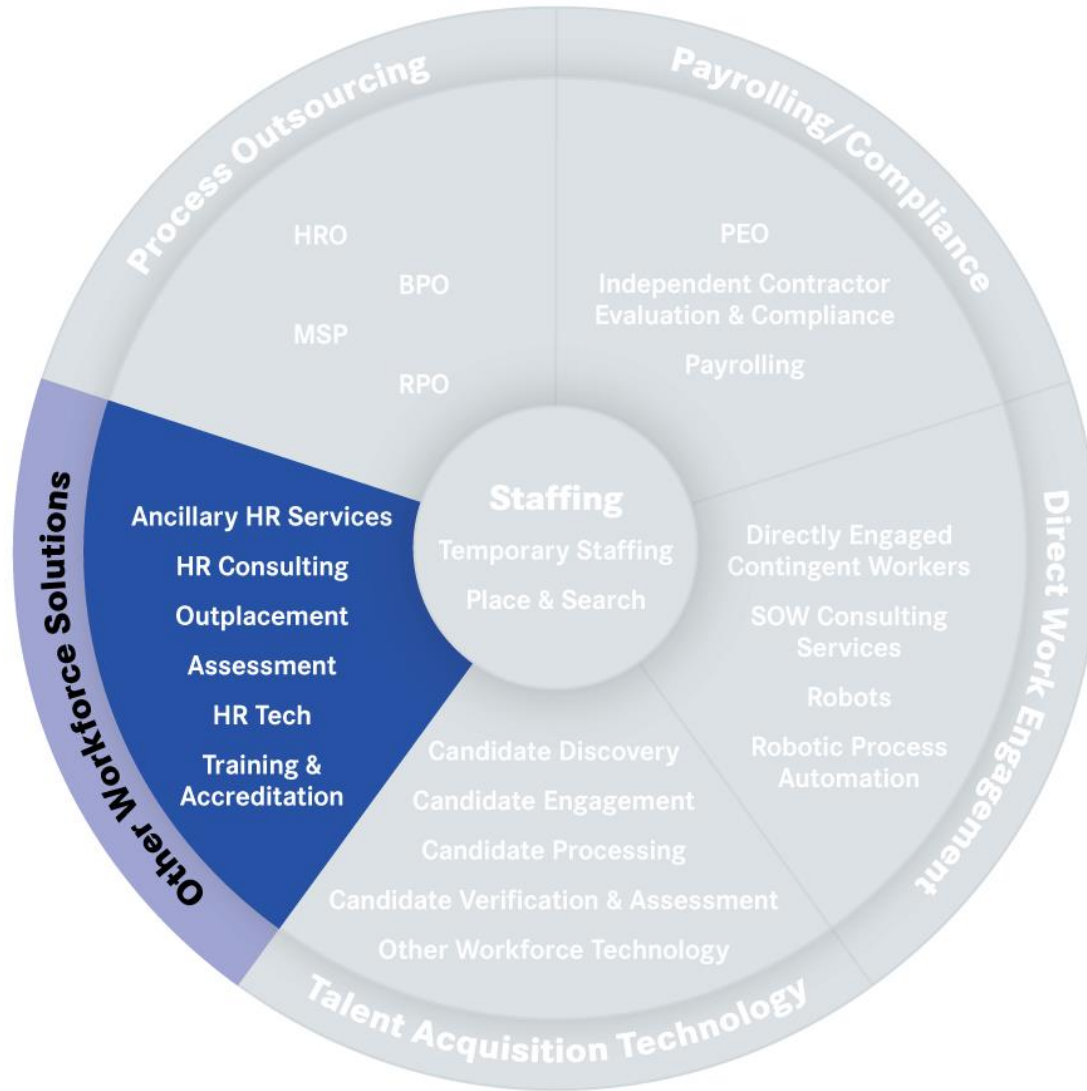 Process Outsourcing
HRO
BPO
MSP
RPO
Payrolling/Compliance
PEO
Independent Contractor
Evaluation & Compliance
Payrolling
Direct Work Engagement
Directly Engaged
Contingent Workers
SOW Consulting
Services
Robots
Robotic Process
Automation
Talent Acquisition Technology
Candidate Discovery
Candidate Engagement
Candidate Processing
Candidate Verification & Assessment
Other Workforce Technology
Other Workforce Solutions
Ancillary HR Services
HR Consulting
Outplacement
Assessment
HR Tech
Training &
Accreditation
Staffing
Temporary Staffing
Place & Search